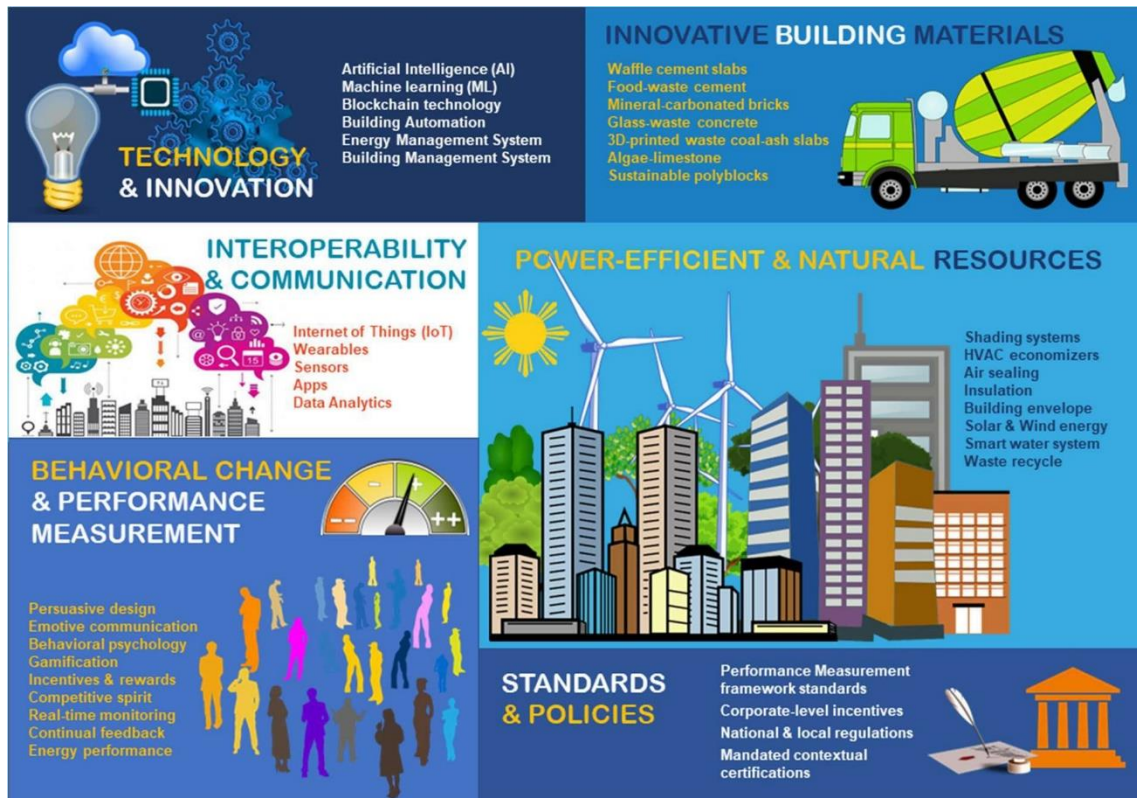 TECHNOLOGY
& INNOVATION
Artificial Intelligence (AI)
Machine learning (ML)
Blockchain technology
Building Automation
Energy Management System
Building Management System
INNOVATIVE BUILDING MATERIALS
Waffle cement slabs
Food-waste cement
Mineral-carbonated bricks
Glass-waste concrete
3D-printed waste coal-ash slabs
Algae-limestone
Sustainable polyblocks
INTEROPERABILITY
& COMMUNICATION
Internet of Things (IoT)
Wearables
Sensors
Apps
Data Analytics
15
POWER-EFFICIENT & NATURAL RESOURCES
Shading systems
HVAC economizers
Air sealing
Insulation
Building envelope
Solar & Wind energy
Smart water system
Waste recycle
BEHAVIORAL CHANGE
& PERFORMANCE
MEASUREMENT
-- - + ++
Persuasive design
Emotive communication
Behavioral psychology
Gamification
Incentives & rewards
Competitive spirit
Real-time monitoring
Continual feedback
Energy performance
STANDARDS
& POLICIES
Performance Measurement
framework standards
Corporate-level incentives
National & local regulations
Mandated contextual
certifications